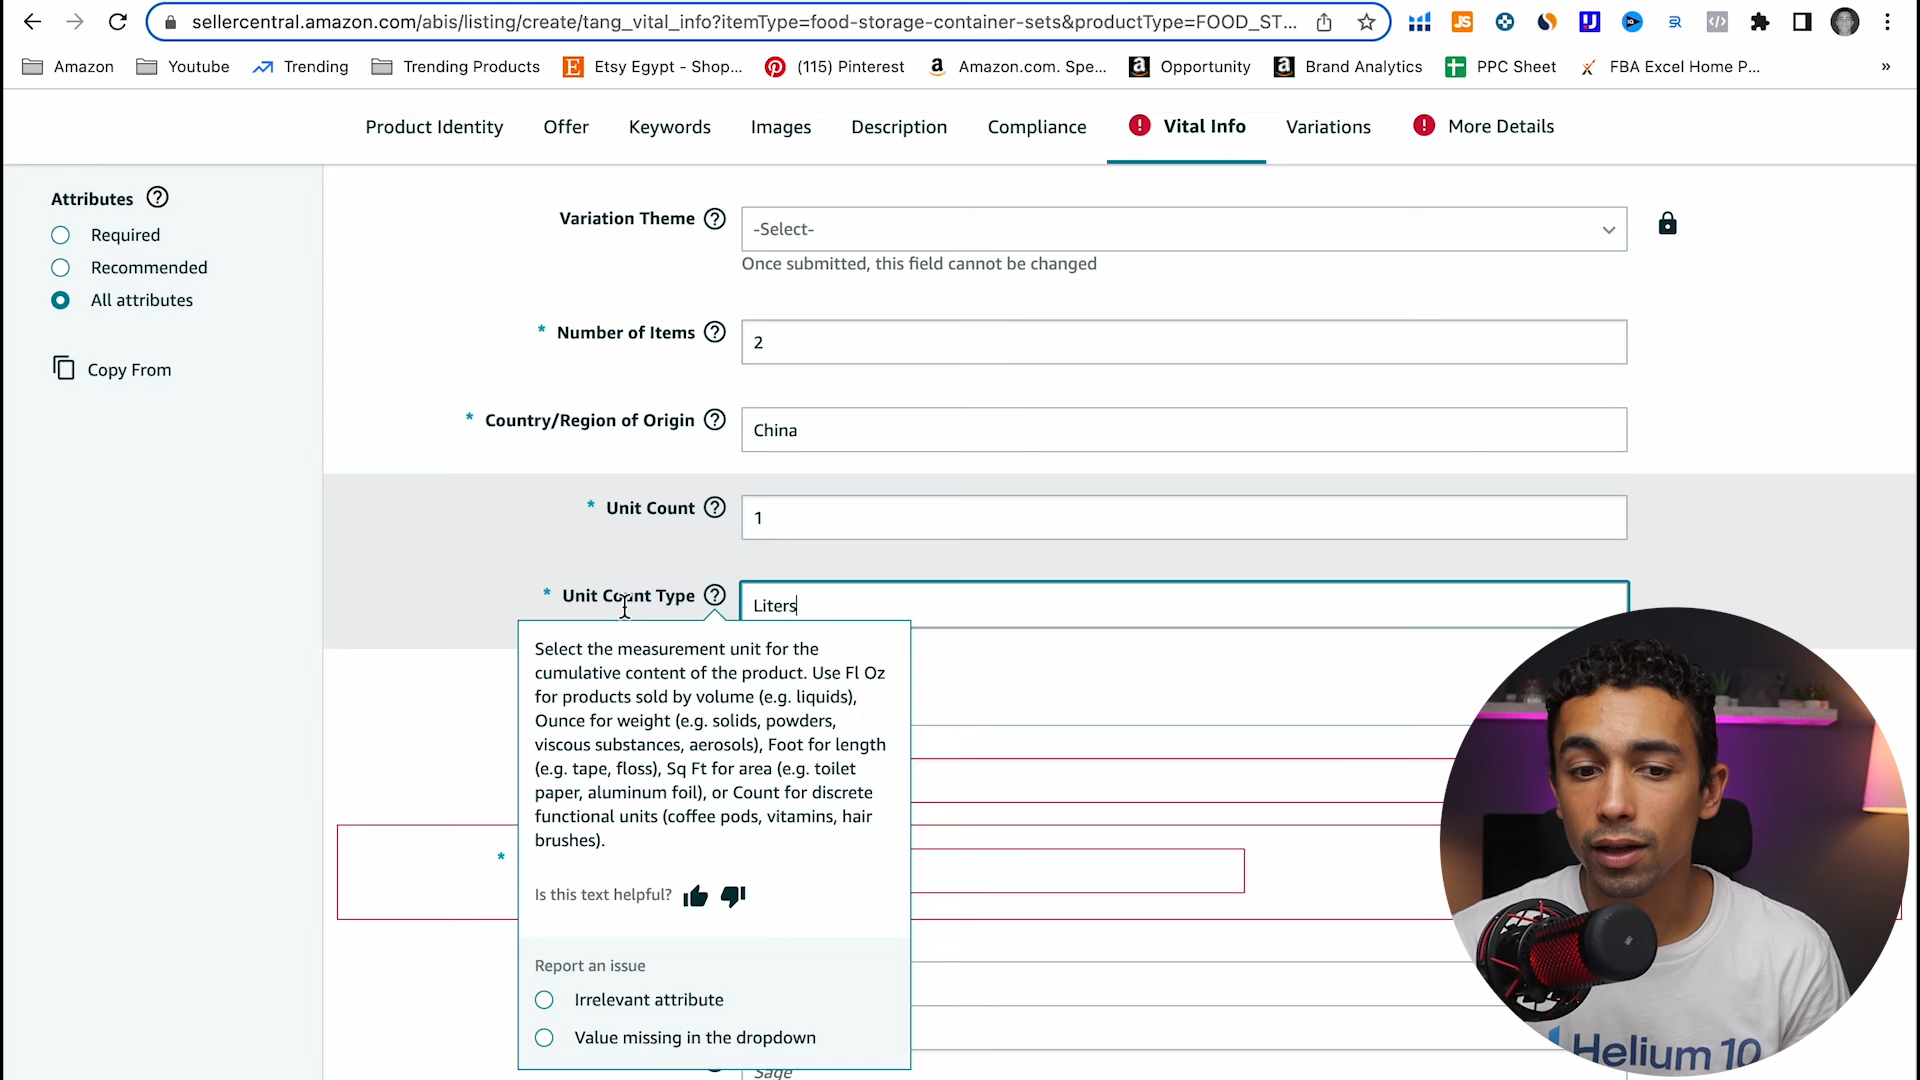 sellercentral.amazon.com/abis/listing/create/tang_vital_info?itemType=food-storage-container-sets&productType=FOOD_ST...
Amazon
Youtube
Trending
Trending Products
Etsy Egypt - Shop...
(115) Pinterest
Amazon.com. Spe...
Opportunity
Brand Analytics
PPC Sheet
FBA Excel Home P...
»
Product Identity
Offer
Keywords
Images
Description
Compliance
Vital Info
Variations
More Details
Attributes
Required
Recommended
All attributes
Copy From
Variation Theme
-Select-
Once submitted, this field cannot be changed
* Number of Items
2
* Country/Region of Origin
China
* Unit Count
1
* Unit Count Type
Liters
Select the measurement unit for the
cumulative content of the product. Use Fl Oz
for products sold by volume (e.g. liquids),
Ounce for weight (e.g. solids, powders,
viscous substances, aerosols), Foot for length
(e.g. tape, floss), Sq Ft for area (e.g. toilet
paper, aluminum foil), or Count for discrete
functional units (coffee pods, vitamins, hair
brushes).
*
Is this text helpful?
Report an issue
Irrelevant attribute
Value missing in the dropdown
Sage
Helium 10